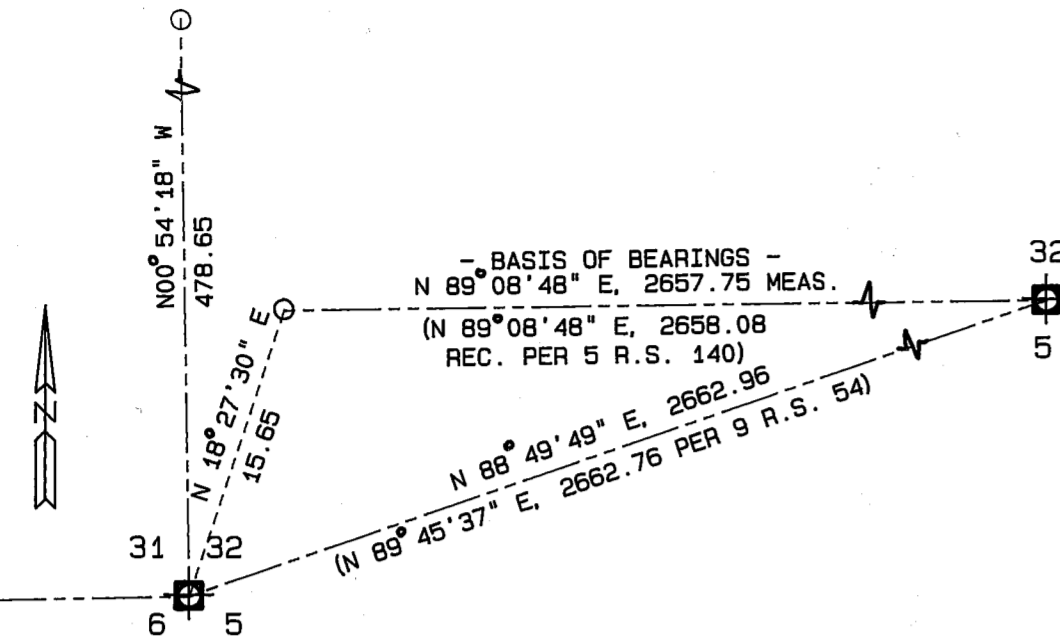 N00° 54'18" W
478.65
- BASIS OF BEARINGS -
N 89° 08'48" E, 2657.75 MEAS.
(N 89° 08'48" E, 2658.08
REC. PER 5 R.S. 140)
32
5
N 18° 27'30" E
15.65
N 88° 49'49" E, 2662.96
(N 89° 45'37" E, 2662.76 PER 9 R.S. 54)
N
31 32
6 5